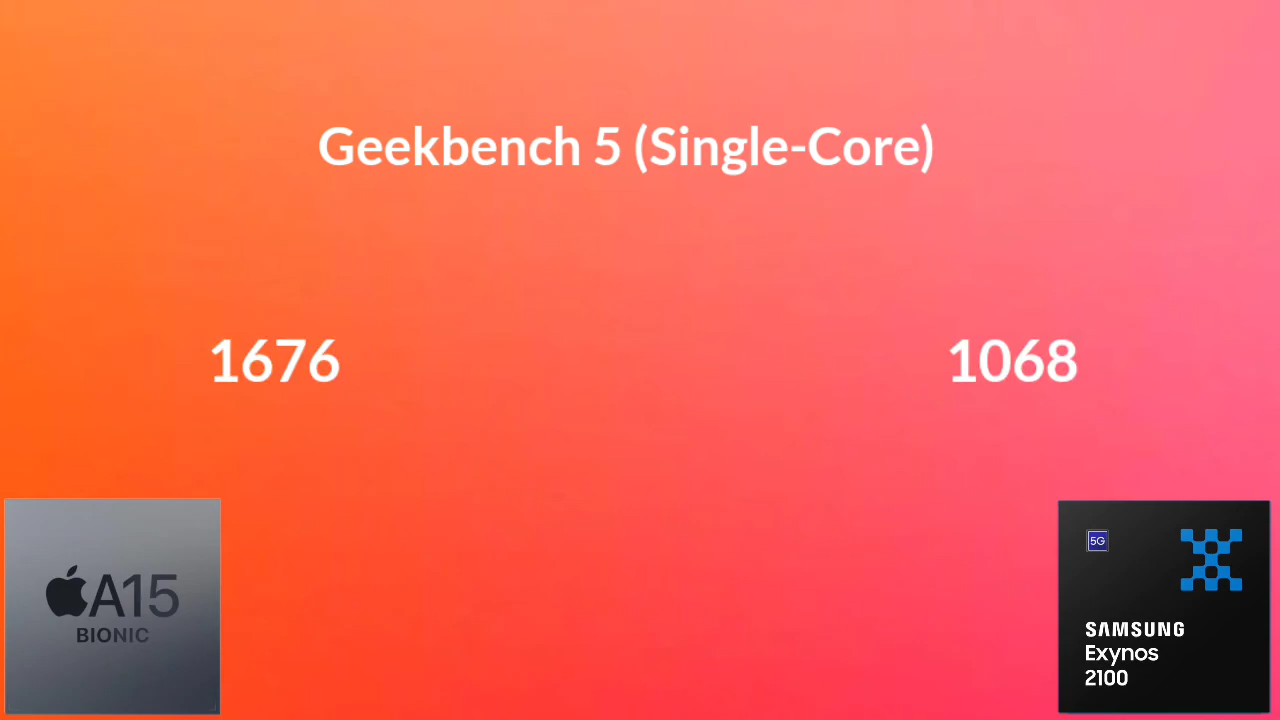 Geekbench 5 (Single-Core)
1676
1068
A15
BIONIC
5G
SAMSUNG
Exynos
2100